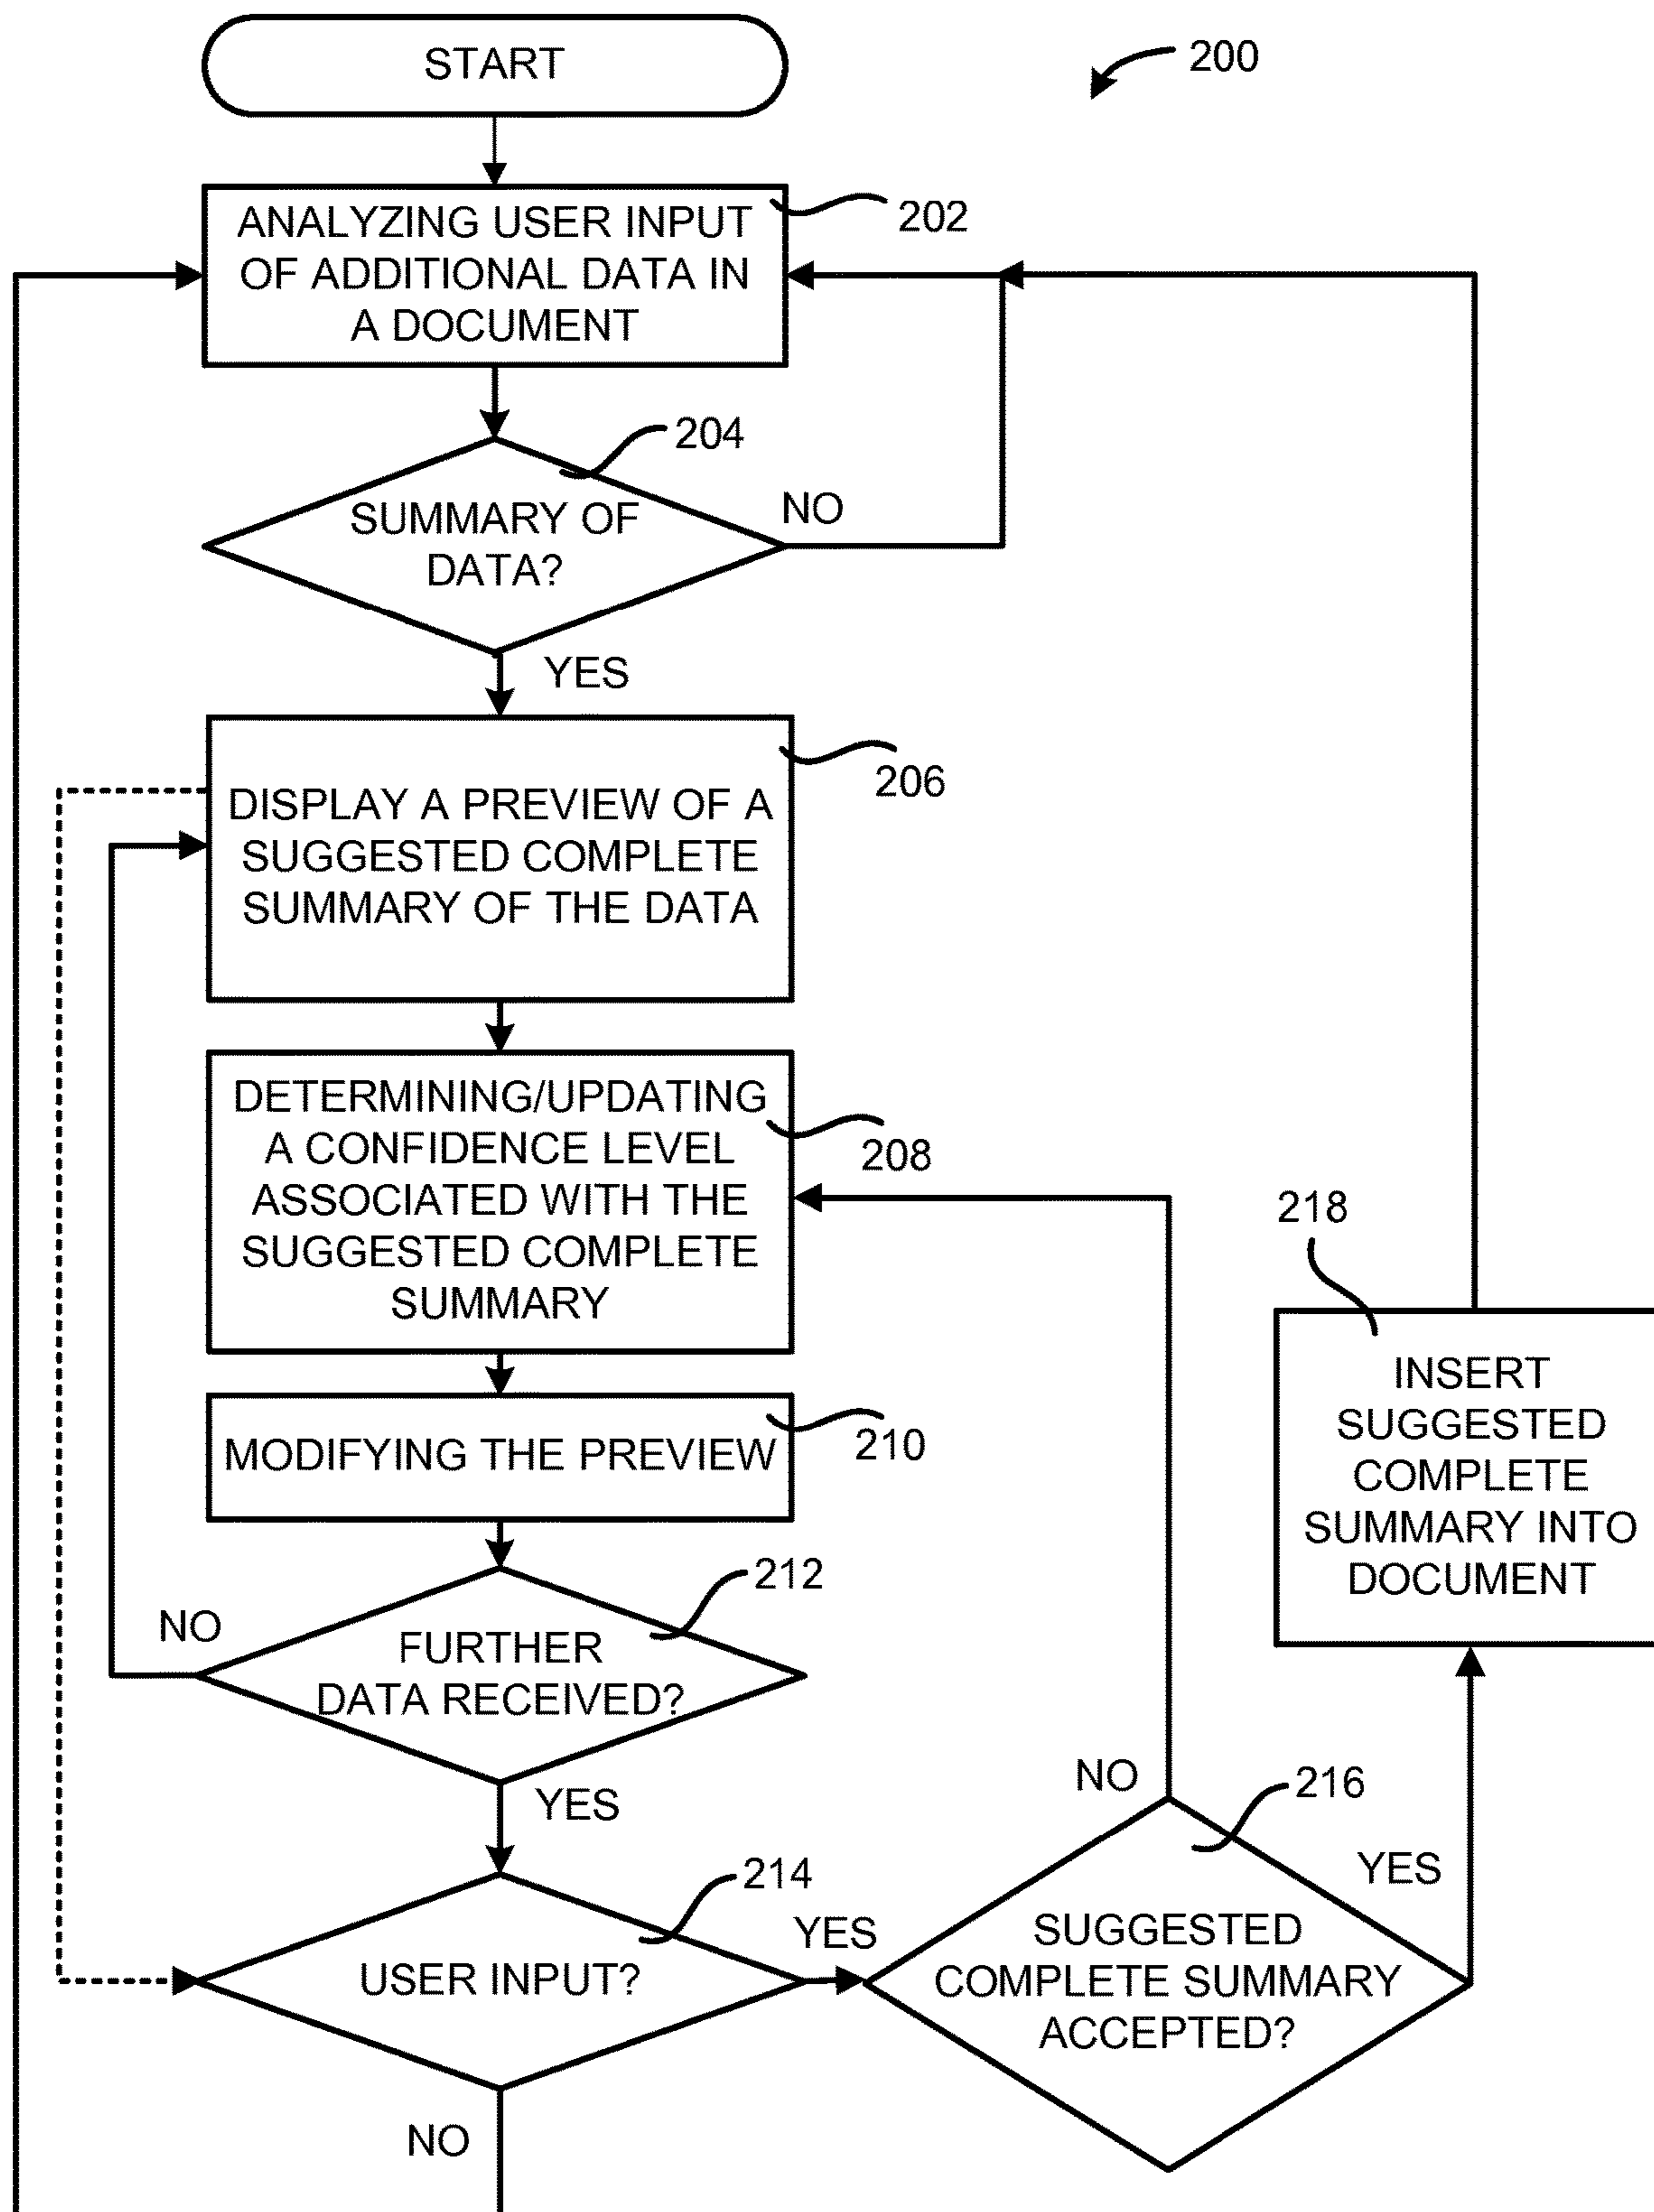 START
200
ANALYZING USER INPUT
OF ADDITIONAL DATA IN
A DOCUMENT
202
204
SUMMARY OF
DATA?
NO
YES
206
DISPLAY A PREVIEW OF A
SUGGESTED COMPLETE
SUMMARY OF THE DATA
DETERMINING/UPDATING
A CONFIDENCE LEVEL
ASSOCIATED WITH THE
SUGGESTED COMPLETE
SUMMARY
208
MODIFYING THE PREVIEW
210
212
NO
FURTHER
DATA RECEIVED?
YES
214
USER INPUT?
YES
NO
216
NO
YES
SUGGESTED
COMPLETE SUMMARY
ACCEPTED?
218
INSERT
SUGGESTED
COMPLETE
SUMMARY INTO
DOCUMENT